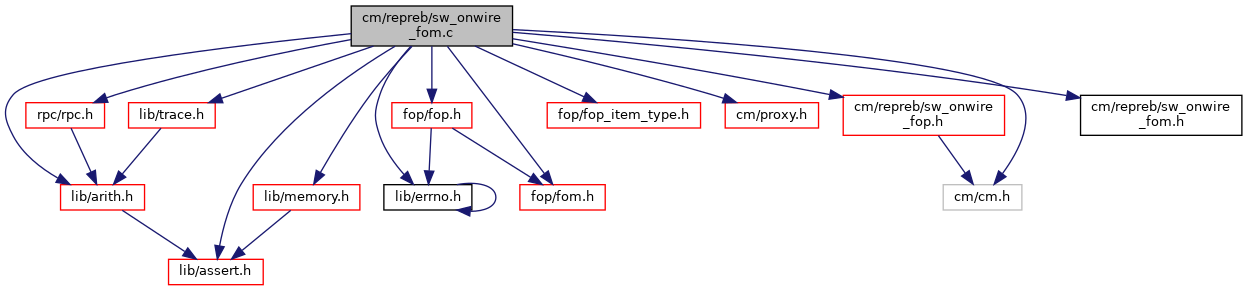 cm/repreb/sw_onwire
_fom.c
rpc/rpc.h
lib/trace.h
fop/fop.h
fop/fop_item_type.h
cm/proxy.h
cm/repreb/sw_onwire
_fop.h
cm/repreb/sw_onwire
_fom.h
lib/arith.h
lib/memory.h
lib/errno.h
fop/fom.h
cm/cm.h
lib/assert.h